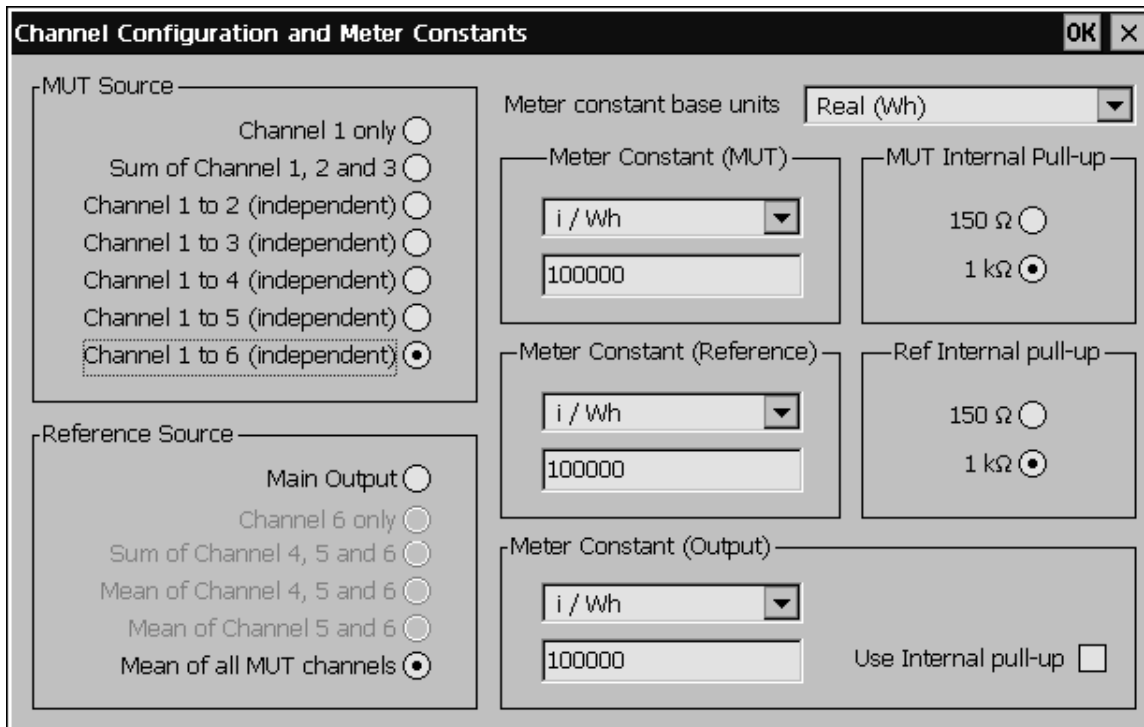 Channel Configuration and Meter Constants
OK
MUT Source
Channel 1 only
Sum of Channel 1, 2 and 3
Channel 1 to 2 (independent)
Channel 1 to 3 (independent)
Channel 1 to 4 (independent)
Channel 1 to 5 (independent)
Channel 1 to 6 (independent)
Reference Source
Main Output
Channel 6 only
Sum of Channel 4, 5 and 6
Mean of Channel 4, 5 and 6
Mean of Channel 5 and 6
Mean of all MUT channels
Meter constant base units
Real (Wh)
Meter Constant (MUT)
i / Wh
100000
MUT Internal Pull-up
150 Ω
1 kΩ
Meter Constant (Reference)
i / Wh
100000
Ref Internal pull-up
150 Ω
1 kΩ
Meter Constant (Output)
i / Wh
100000
Use Internal pull-up